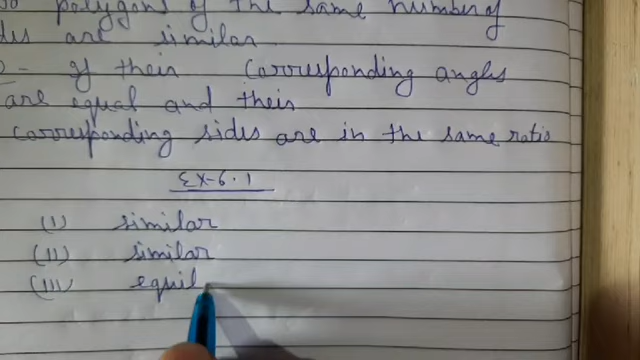 polygons of the same number of
are similar
If their corresponding angles
are equal and their
corresponding sides are in the same ratio
Ex-6.1
(I) similar
(II) similar
(III) equil